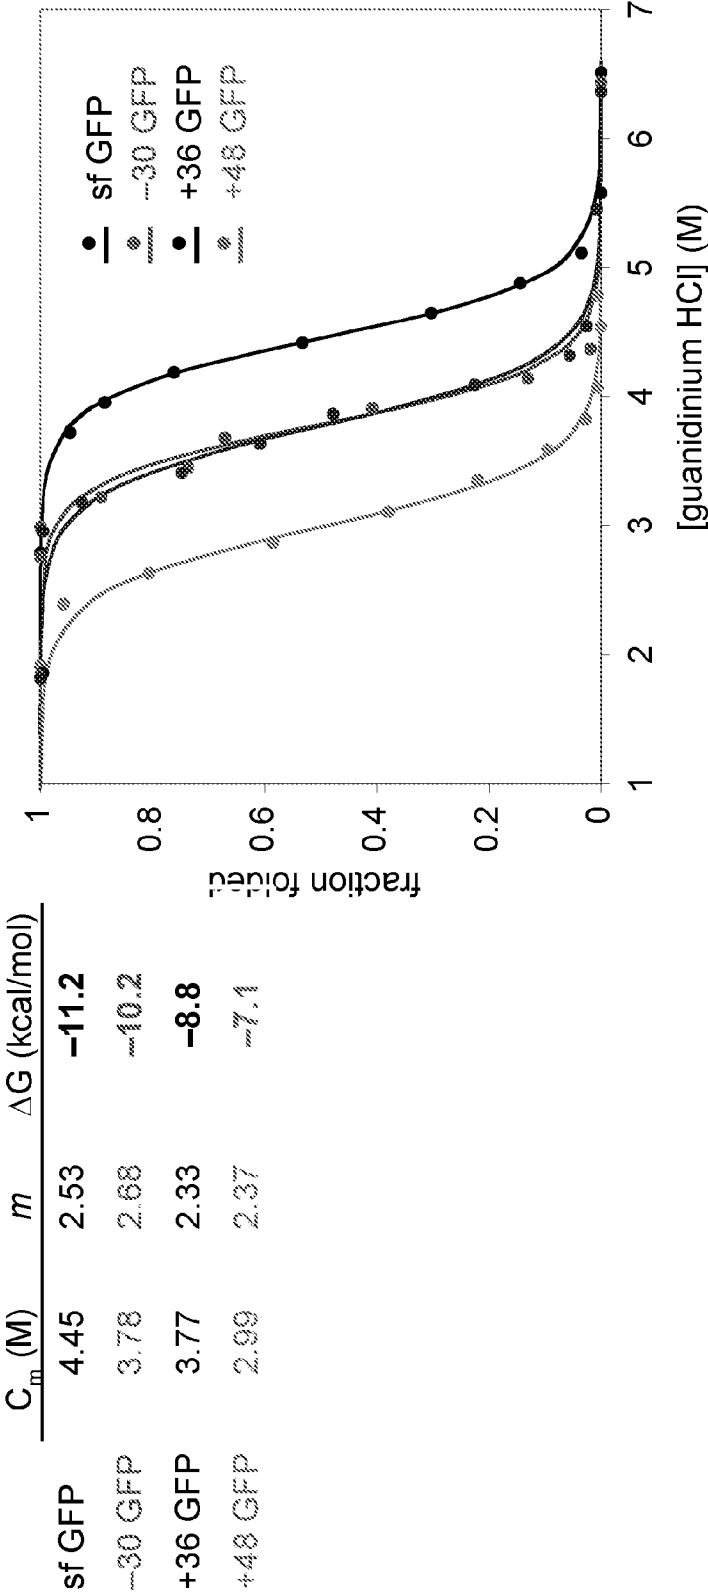 C_m (M) m ΔG (kcal/mol)
sf GFP 4.45 2.53 −11.2
−30 GFP 3.78 2.68 −10.2
+36 GFP 3.77 2.33 −8.8
+48 GFP 2.99 2.37 −7.1
fraction folded
1
0.8
0.6
0.4
0.2
0
1 2 3 4 5 6 7
[guanidinium HCl] (M)
sf GFP
−30 GFP
+36 GFP
+48 GFP